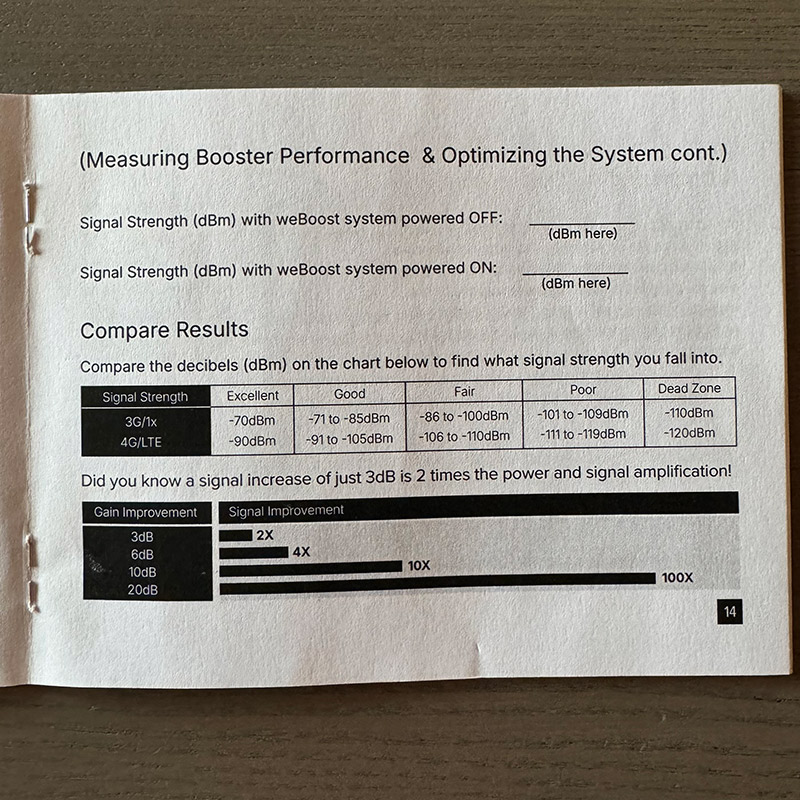 (Measuring Booster Performance & Optimizing the System cont.)
Signal Strength (dBm) with weBoost system powered OFF: ____________
(dBm here)
Signal Strength (dBm) with weBoost system powered ON: ____________
(dBm here)
Compare Results
Compare the decibels (dBm) on the chart below to find what signal strength you fall into.
Signal Strength Excellent Good Fair Poor Dead Zone
3G/1x -70dBm -71 to -85dBm -86 to -100dBm -101 to -109dBm -110dBm
4G/LTE -90dBm -91 to -105dBm -106 to -110dBm -111 to -119dBm -120dBm
Did you know a signal increase of just 3dB is 2 times the power and signal amplification!
Gain Improvement Signal Improvement
3dB 2X
6dB 4X
10dB 10X
20dB 100X
14